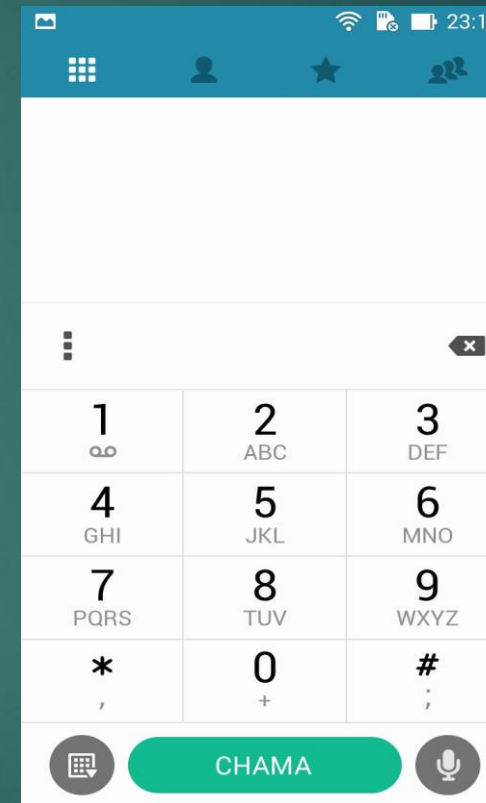 23:1
1 2 3
ABC DEF
4 5 6
GHI JKL MNO
7 8 9
PQRS TUV WXYZ
* 0 #
, + ;
CHAMA